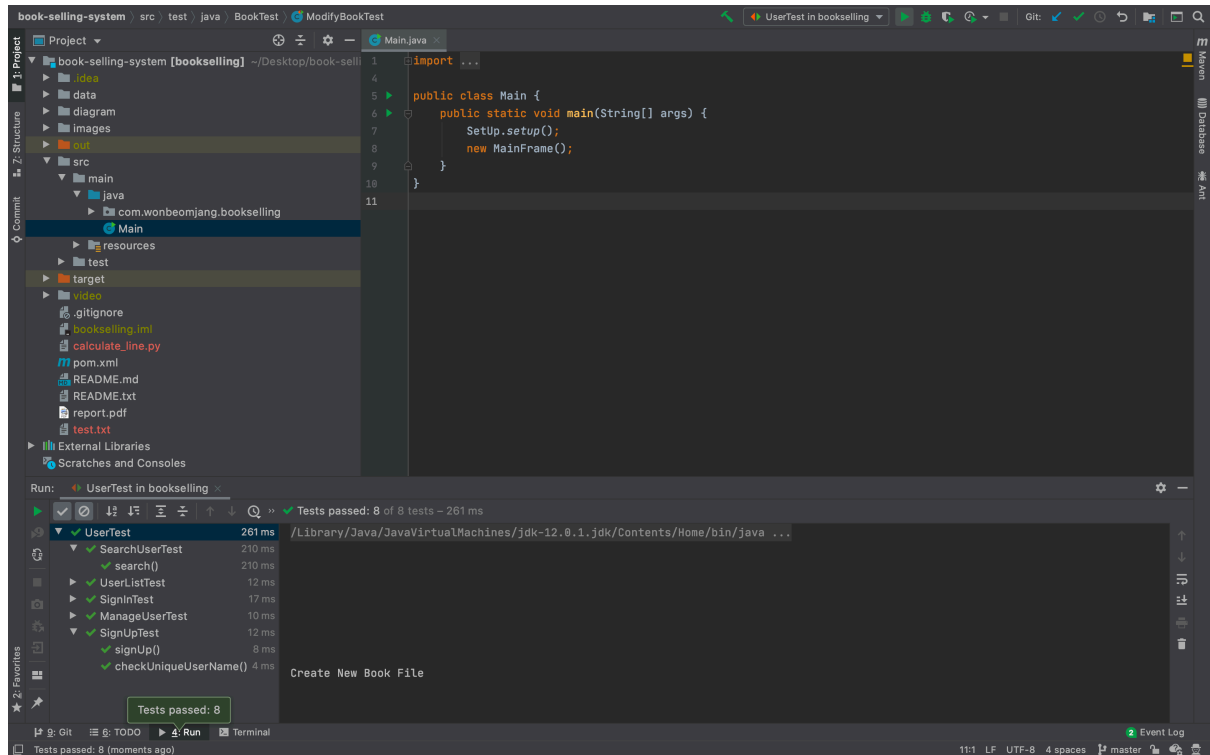 book-selling-system src test java BookTest ModifyBookTest UserTest in bookselling Git:
1: Project
Project
Main.java
book-selling-system [bookselling] ~/Desktop/book-selli
.idea
data
diagram
images
out
src
main
java
com.wonbeomjang.bookselling
Main
resources
test
target
video
.gitignore
bookselling.iml
calculate_line.py
pom.xml
README.md
README.txt
report.pdf
test.txt
External Libraries
Scratches and Consoles
Z: Structure
Commit
2: Favorites
1 import ...
4
5 public class Main {
6 public static void main(String[] args) {
7 SetUp.setup();
8 new MainFrame();
9 }
10 }
11
Maven
Database
Ant
Run: UserTest in bookselling
Tests passed: 8 of 8 tests – 261 ms
UserTest 261 ms
SearchUserTest 210 ms
search() 210 ms
UserListTest 12 ms
SignInTest 17 ms
ManageUserTest 10 ms
SignUpTest 12 ms
signUp() 8 ms
checkUniqueUserName() 4 ms
/Library/Java/JavaVirtualMachines/jdk-12.0.1.jdk/Contents/Home/bin/java ...
Create New Book File
Tests passed: 8
9: Git 6: TODO 4: Run Terminal 2 Event Log
Tests passed: 8 (moments ago) 11:1 LF UTF-8 4 spaces master